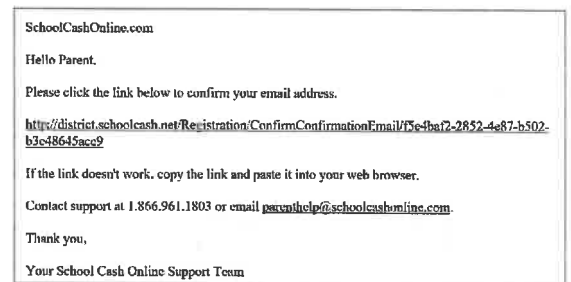 SchoolCashOnline.com
Hello Parent,
Please click the link below to confirm your email address.
http://district.schoolcash.net/Registration/ConfirmConfirmationEmail/f5e4baf2-2852-4e87-b502-
b3c48645acc9
If the link doesn't work, copy the link and paste it into your web browser.
Contact support at 1.866.961.1803 or email parenthelp@schoolcashonline.com.
Thank you,
Your School Cash Online Support Team